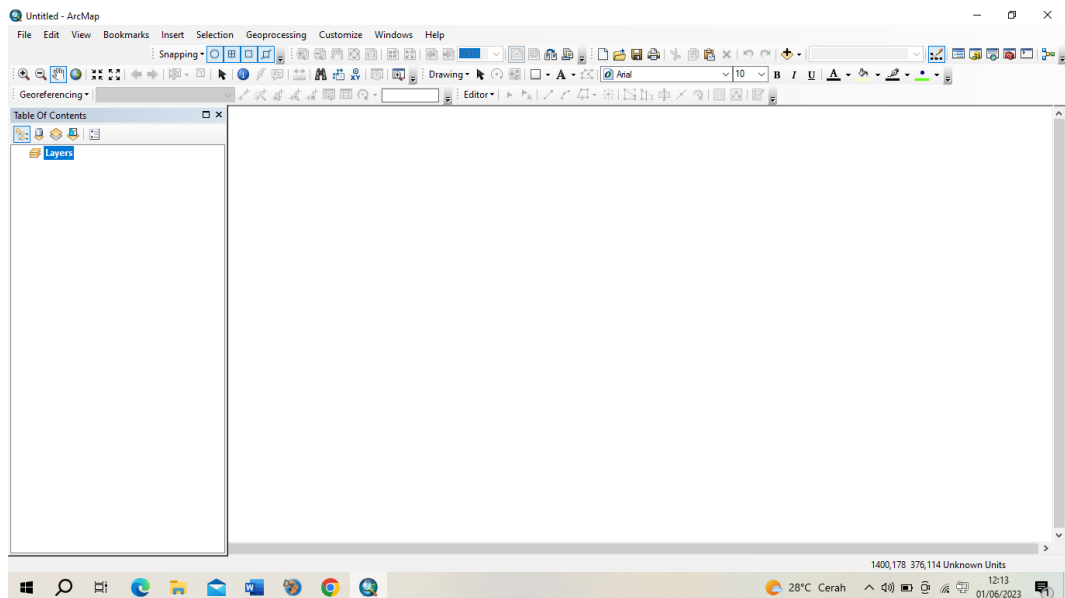 Untitled - ArcMap
File Edit View Bookmarks Insert Selection Geoprocessing Customize Windows Help
Snapping
Drawing A Arial 10 B I U A
Georeferencing Editor
Table Of Contents
Layers
1400,178 376,114 Unknown Units
28°C Cerah 12:13
01/06/2023